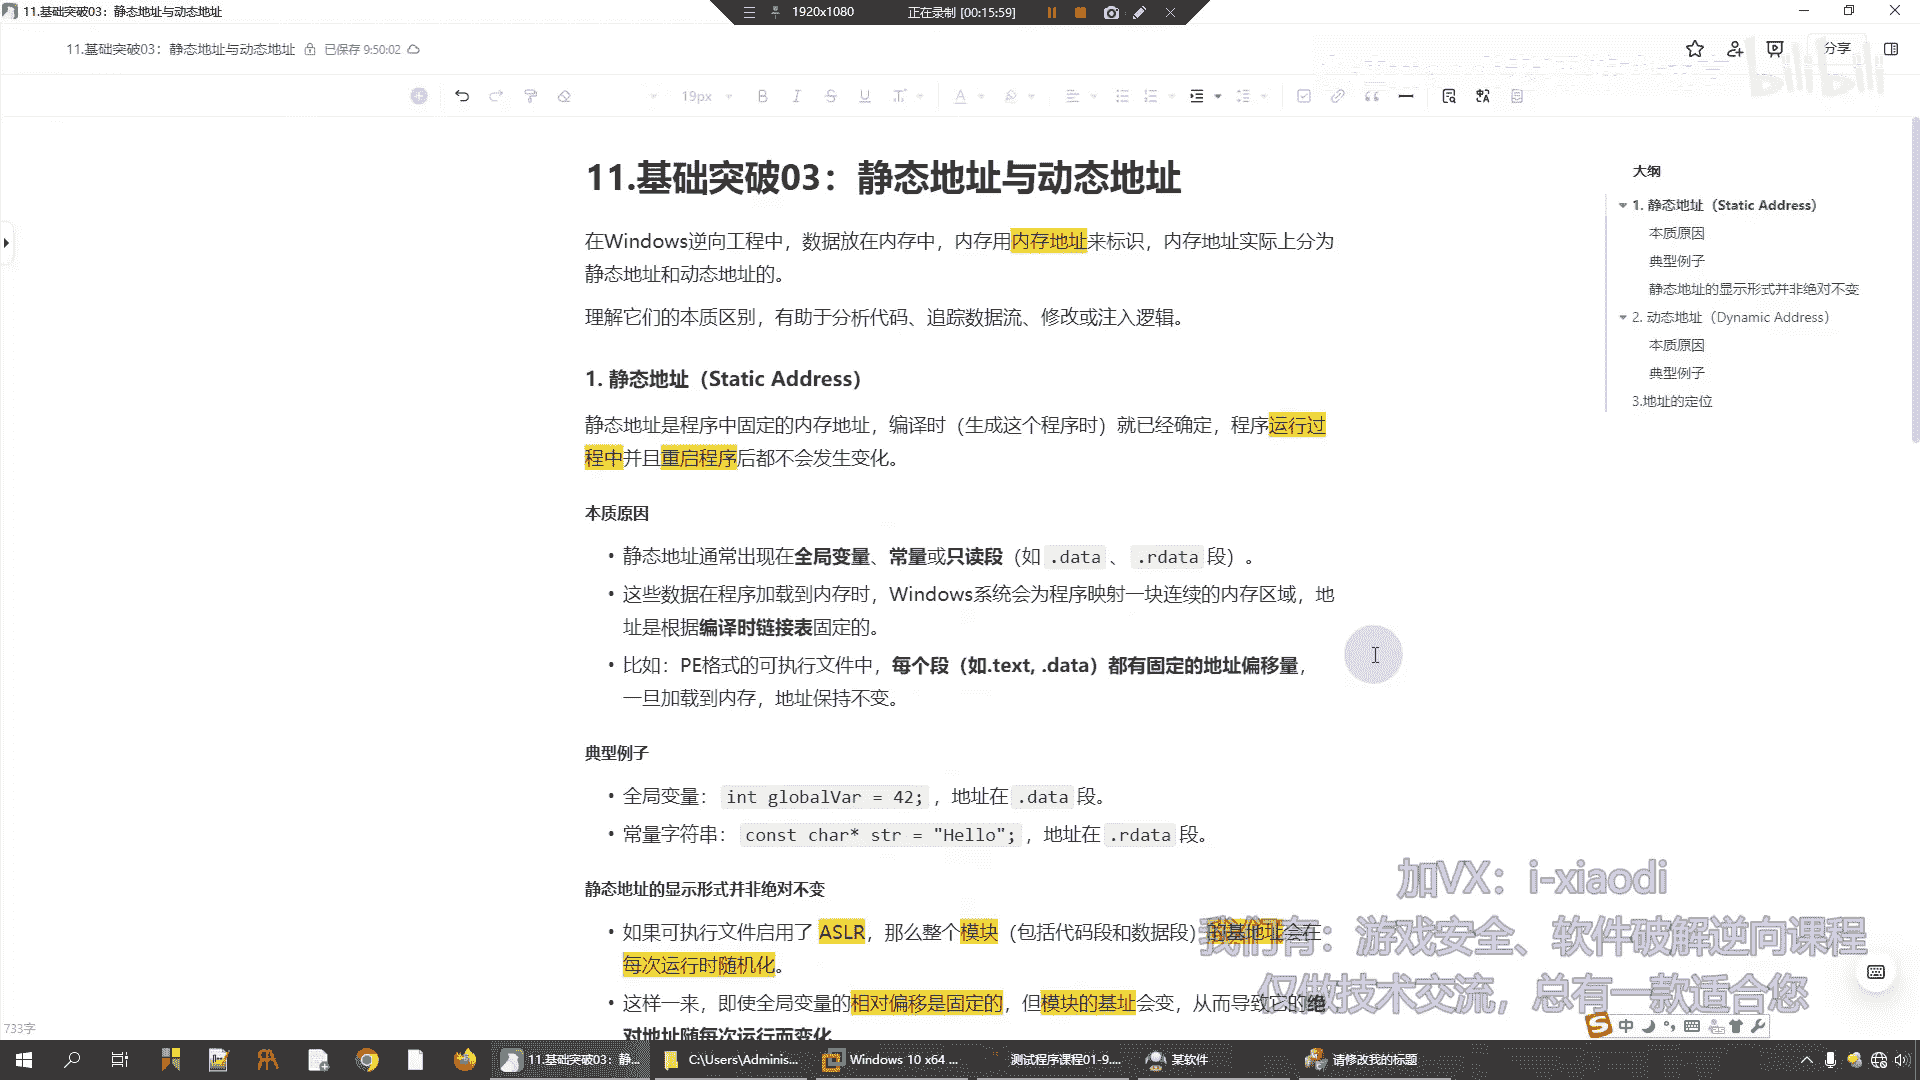 11.基础突破03：静态地址与动态地址
1920x1080
正在录制 [00:15:59]
11.基础突破03：静态地址与动态地址
已保存 9:50:02
分享
bilibili
19px
11.基础突破03：静态地址与动态地址
在Windows逆向工程中，数据放在内存中，内存用内存地址来标识，内存地址实际上分为
静态地址和动态地址的。
理解它们的本质区别，有助于分析代码、追踪数据流、修改或注入逻辑。
1. 静态地址（Static Address）
静态地址是程序中固定的内存地址，编译时（生成这个程序时）就已经确定，程序运行过
程中并且重启程序后都不会发生变化。
本质原因
• 静态地址通常出现在全局变量、常量或只读段（如 .data 、 .rdata 段）。
• 这些数据在程序加载到内存时，Windows系统会为程序映射一块连续的内存区域，地
址是根据编译时链接表固定的。
• 比如：PE格式的可执行文件中，每个段（如.text, .data）都有固定的地址偏移量，
一旦加载到内存，地址保持不变。
典型例子
• 全局变量： int globalVar = 42; ，地址在 .data 段。
• 常量字符串： const char* str = "Hello"; ，地址在 .rdata 段。
静态地址的显示形式并非绝对不变
• 如果可执行文件启用了 ASLR，那么整个模块（包括代码段和数据段）的基地址会在
每次运行时随机化。
• 这样一来，即使全局变量的相对偏移是固定的，但模块的基址会变，从而导致它的绝
对地址随每次运行而变化
大纲
1. 静态地址（Static Address）
本质原因
典型例子
静态地址的显示形式并非绝对不变
2. 动态地址（Dynamic Address）
本质原因
典型例子
3.地址的定位
加VX：i-xiaodi
我们有：游戏安全、软件破解逆向课程
仅做技术交流，总有一款适合您
733字
中
11.基础突破03：静...
C:\Users\Adminis...
Windows 10 x64 ...
测试程序课程01-9....
某软件
请修改我的标题